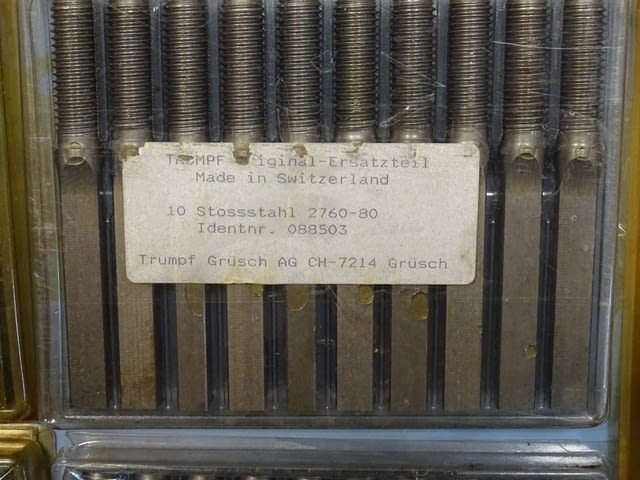 TRUMPF Original-Ersatzteil
Made in Switzerland
10 Stossstahl 2760-80
Identnr. 088503
Trumpf Grüsch AG CH-7214 Grüsch